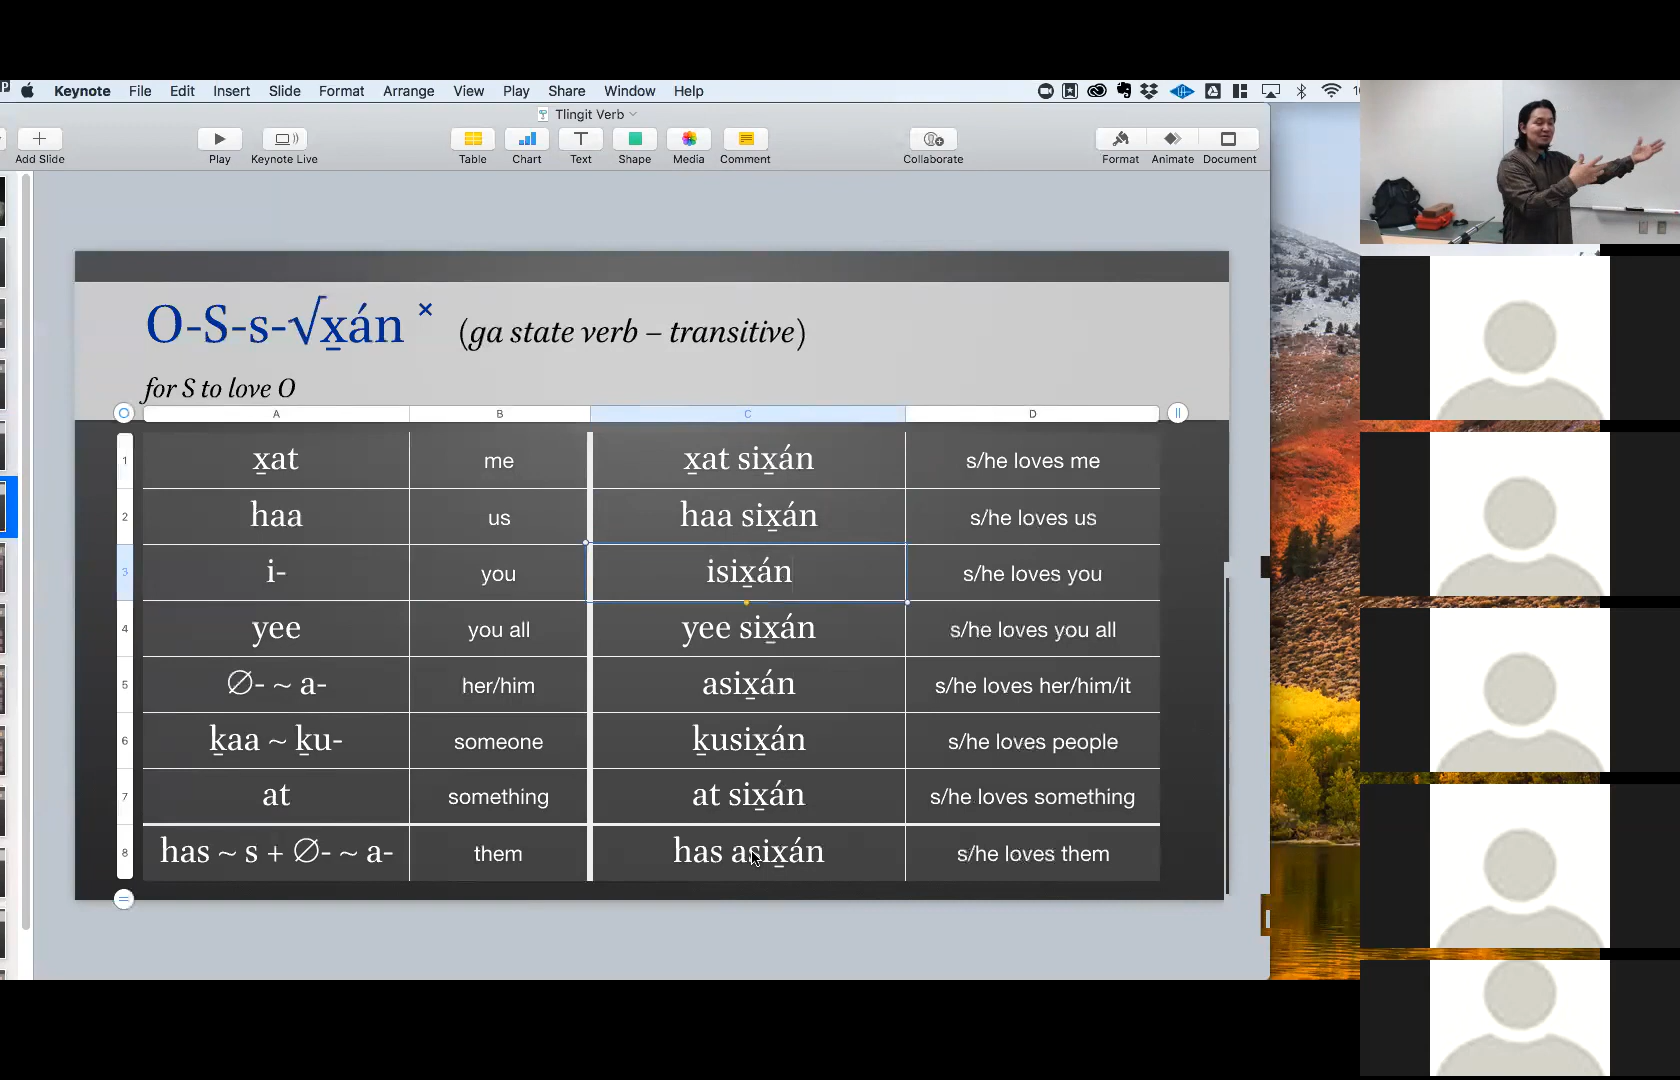 Keynote File Edit Insert Slide Format Arrange View Play Share Window Help
Tlingit Verb
Add Slide Play Keynote Live Table Chart Text Shape Media Comment Collaborate Format Animate Document
O-S-s-√x̱án ˣ (ga state verb – transitive)
for S to love O
A B C D
1 x̱at me x̱at six̱án s/he loves me
2 haa us haa six̱án s/he loves us
3 i- you isix̱án s/he loves you
4 yee you all yee six̱án s/he loves you all
5 ∅- ~ a- her/him asix̱án s/he loves her/him/it
6 ḵaa ~ ḵu- someone ḵusix̱án s/he loves people
7 at something at six̱án s/he loves something
8 has ~ s + ∅- ~ a- them has asix̱án s/he loves them